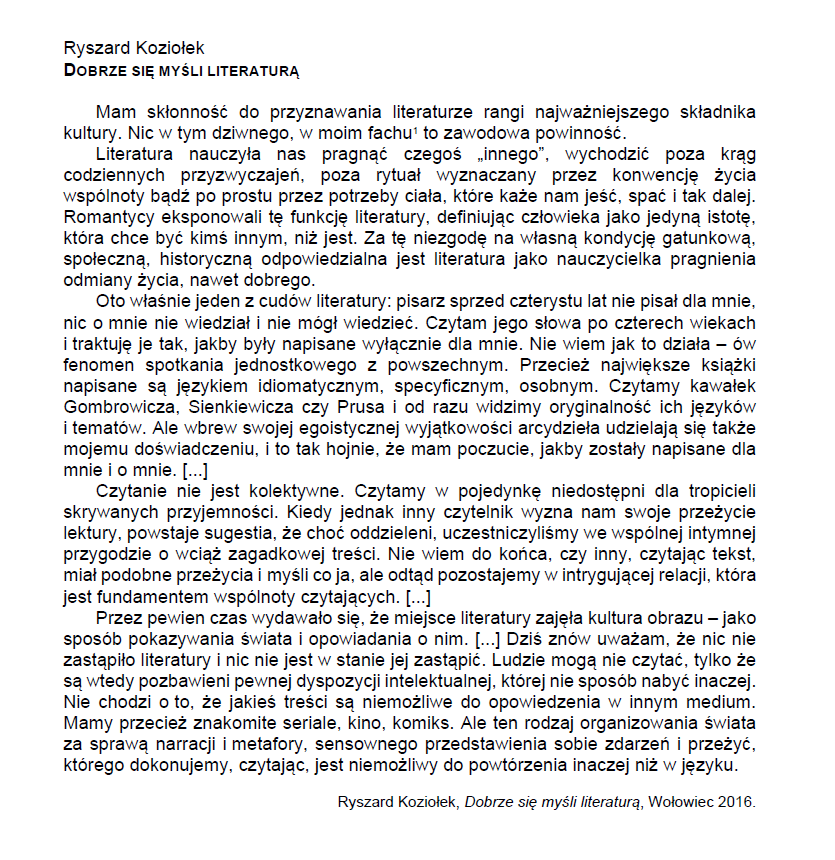 Ryszard Koziołek
DOBRZE SIĘ MYŚLI LITERATURĄ
Mam skłonność do przyznawania literaturze rangi najważniejszego składnika
kultury. Nic w tym dziwnego, w moim fachu¹ to zawodowa powinność.
Literatura nauczyła nas pragnąć czegoś „innego”, wychodzić poza krąg
codziennych przyzwyczajeń, poza rytuał wyznaczany przez konwencję życia
wspólnoty bądź po prostu przez potrzeby ciała, które każe nam jeść, spać i tak dalej.
Romantycy eksponowali tę funkcję literatury, definiując człowieka jako jedyną istotę,
która chce być kimś innym, niż jest. Za tę niezgodę na własną kondycję gatunkową,
społeczną, historyczną odpowiedzialna jest literatura jako nauczycielka pragnienia
odmiany życia, nawet dobrego.
Oto właśnie jeden z cudów literatury: pisarz sprzed czterystu lat nie pisał dla mnie,
nic o mnie nie wiedział i nie mógł wiedzieć. Czytam jego słowa po czterech wiekach
i traktuję je tak, jakby były napisane wyłącznie dla mnie. Nie wiem jak to działa – ów
fenomen spotkania jednostkowego z powszechnym. Przecież największe książki
napisane są językiem idiomatycznym, specyficznym, osobnym. Czytamy kawałek
Gombrowicza, Sienkiewicza czy Prusa i od razu widzimy oryginalność ich języków
i tematów. Ale wbrew swojej egoistycznej wyjątkowości arcydzieła udzielają się także
mojemu doświadczeniu, i to tak hojnie, że mam poczucie, jakby zostały napisane dla
mnie i o mnie. [...]
Czytanie nie jest kolektywne. Czytamy w pojedynkę niedostępni dla tropicieli
skrywanych przyjemności. Kiedy jednak inny czytelnik wyzna nam swoje przeżycie
lektury, powstaje sugestia, że choć oddzieleni, uczestniczyliśmy we wspólnej intymnej
przygodzie o wciąż zagadkowej treści. Nie wiem do końca, czy inny, czytając tekst,
miał podobne przeżycia i myśli co ja, ale odtąd pozostajemy w intrygującej relacji, która
jest fundamentem wspólnoty czytających. [...]
Przez pewien czas wydawało się, że miejsce literatury zajęła kultura obrazu – jako
sposób pokazywania świata i opowiadania o nim. [...] Dziś znów uważam, że nic nie
zastąpiło literatury i nic nie jest w stanie jej zastąpić. Ludzie mogą nie czytać, tylko że
są wtedy pozbawieni pewnej dyspozycji intelektualnej, której nie sposób nabyć inaczej.
Nie chodzi o to, że jakieś treści są niemożliwe do opowiedzenia w innym medium.
Mamy przecież znakomite seriale, kino, komiks. Ale ten rodzaj organizowania świata
za sprawą narracji i metafory, sensownego przedstawienia sobie zdarzeń i przeżyć,
którego dokonujemy, czytając, jest niemożliwy do powtórzenia inaczej niż w języku.
Ryszard Koziołek, Dobrze się myśli literaturą, Wołowiec 2016.